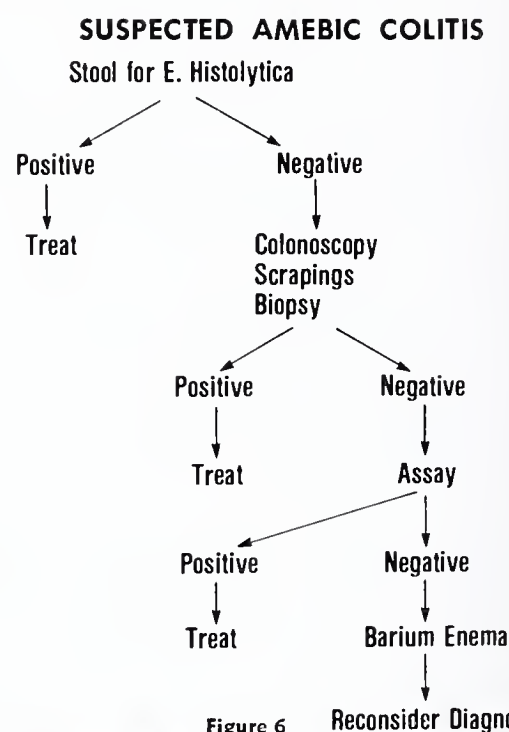 SUSPECTED AMEBIC COLITIS
Stool for E. Histolytica
Positive Negative
Treat Colonoscopy
Scrapings
Biopsy
Positive Negative
Treat Assay
Positive Negative
Treat Barium Enema
Figure 6 Reconsider